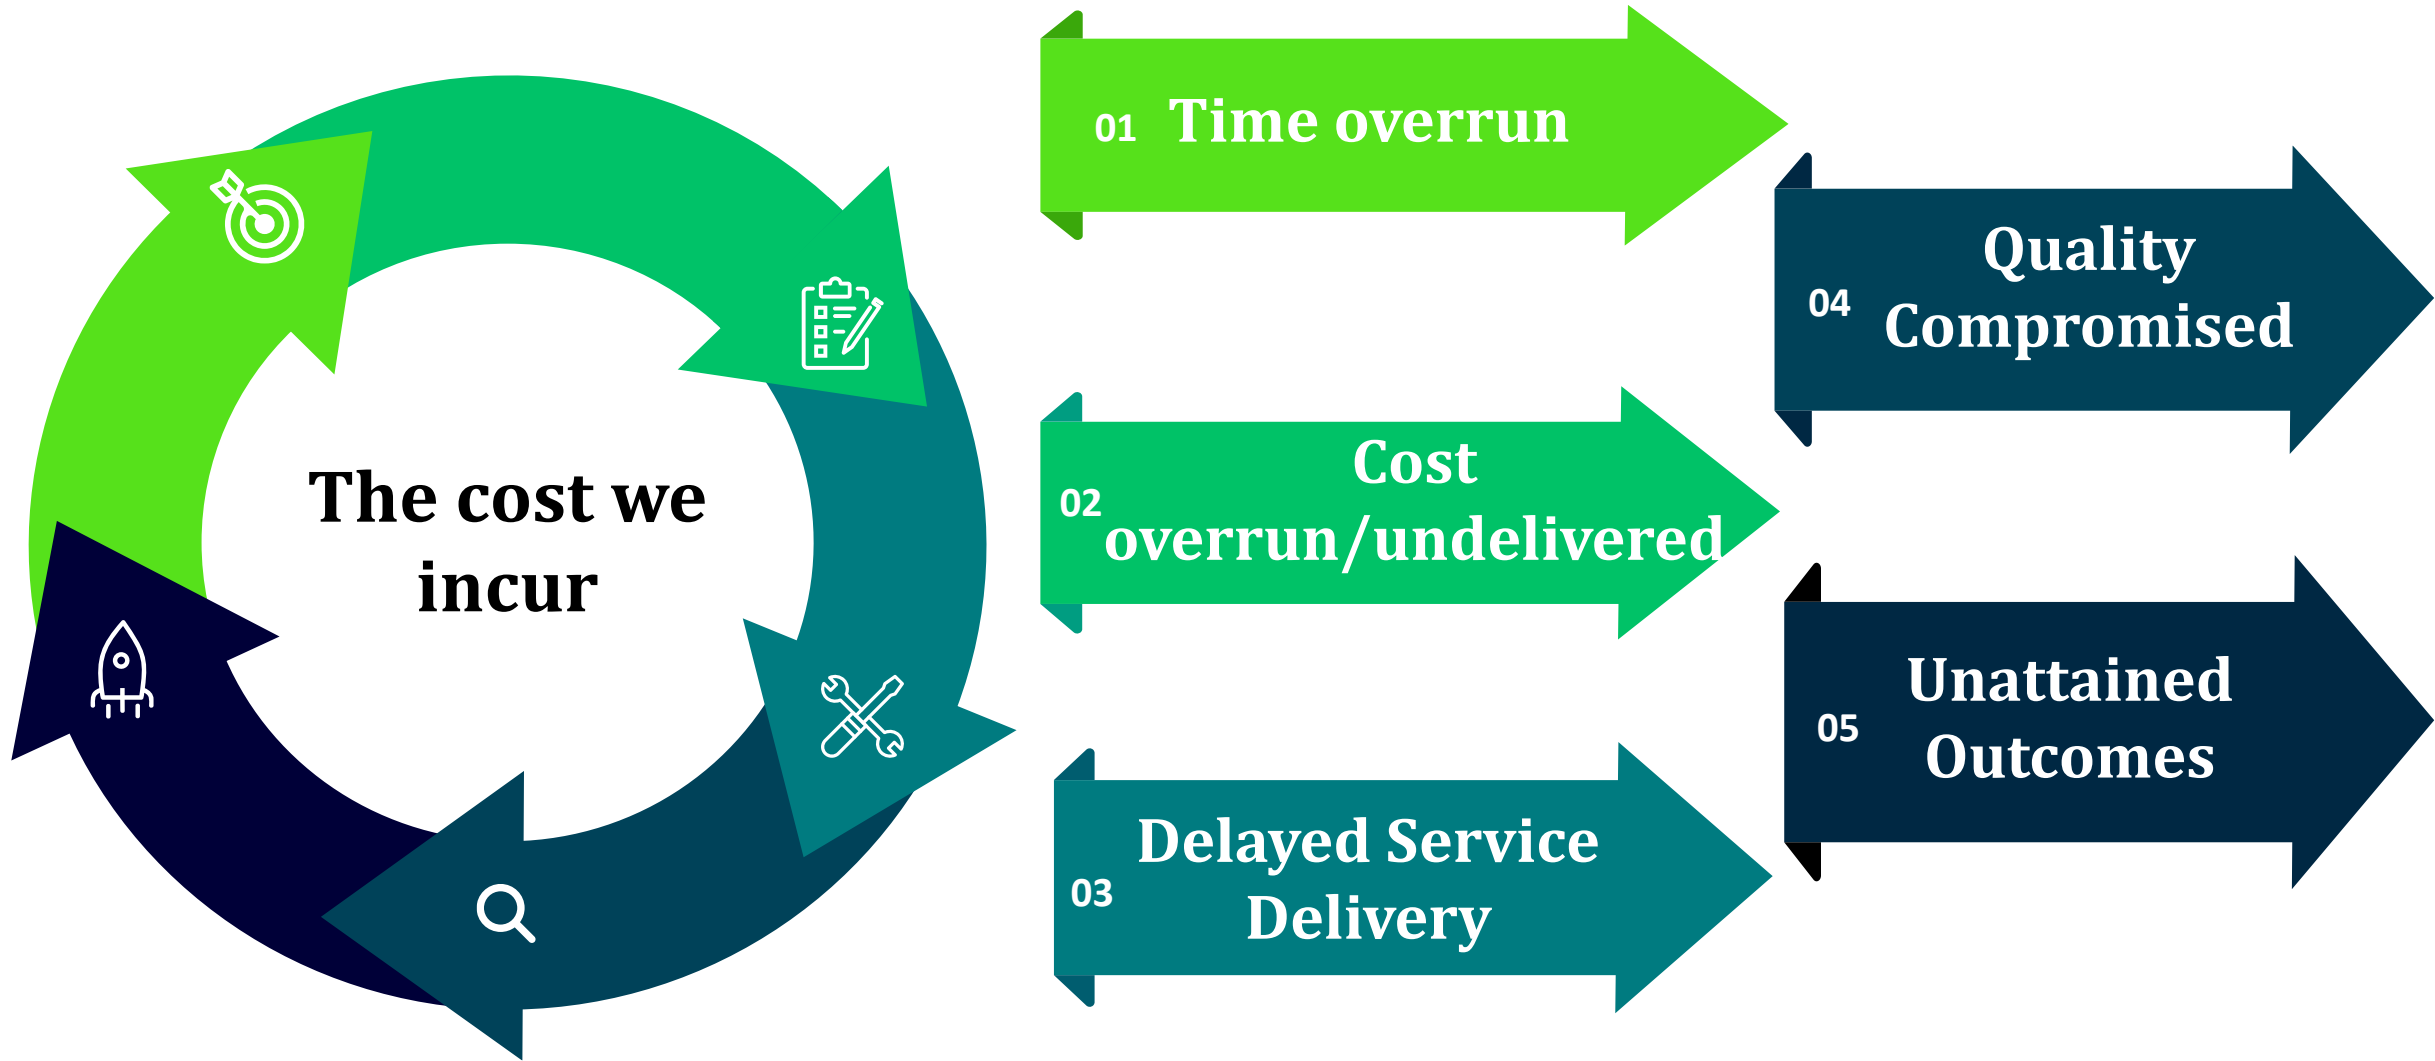 The cost we
incur
01 Time overrun
02 Cost
overrun/undelivered
03 Delayed Service
Delivery
04 Quality
Compromised
05 Unattained
Outcomes